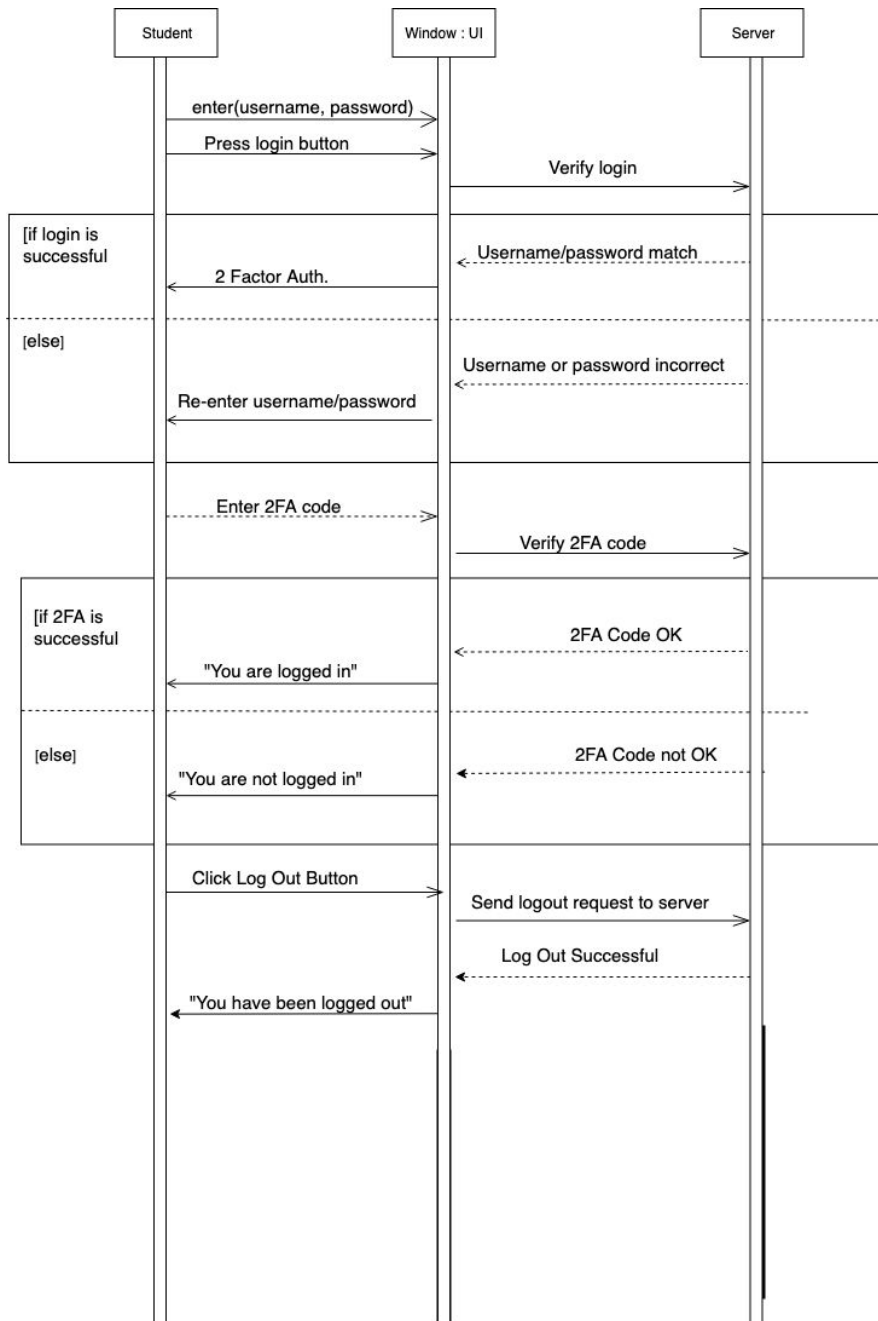 Student
Window : UI
Server
enter(username, password)
Press login button
Verify login
[if login is
successful
Username/password match
2 Factor Auth.
[else]
Username or password incorrect
Re-enter username/password
Enter 2FA code
Verify 2FA code
[if 2FA is
successful
2FA Code OK
"You are logged in"
[else]
2FA Code not OK
"You are not logged in"
Click Log Out Button
Send logout request to server
Log Out Successful
"You have been logged out"